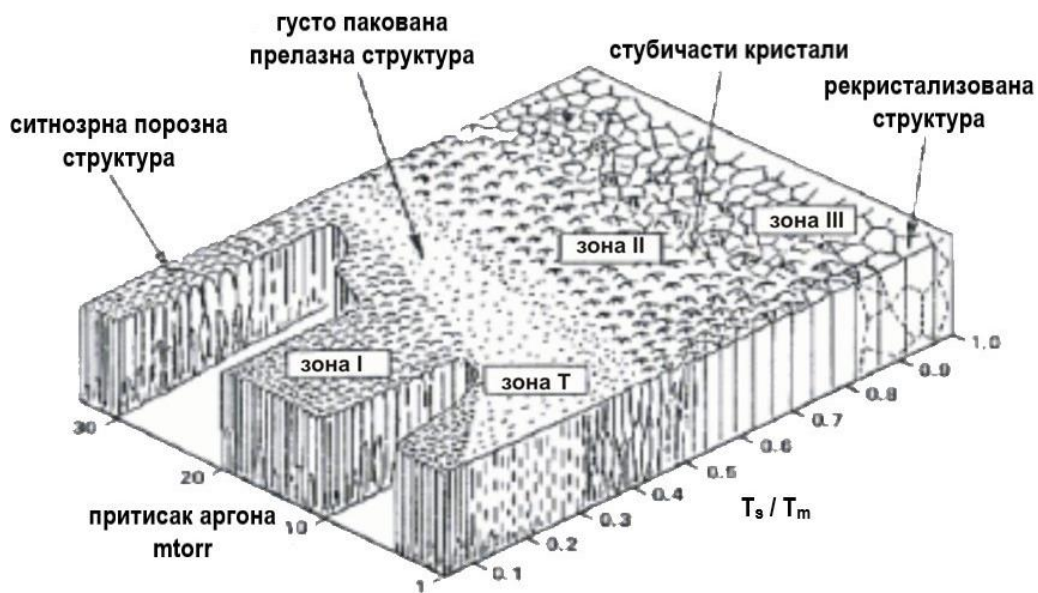 густо пакована
прелазна структура
стубичасти кристали
рекристализована
структура
ситнозрна порозна
структура
зона III
зона II
зона I
зона Т
1.0
0.9
0.8
0.7
0.6
0.5
0.4
0.3
0.2
0.1
30
20
10
1
притисак аргона
mtorr
Ts / Tm